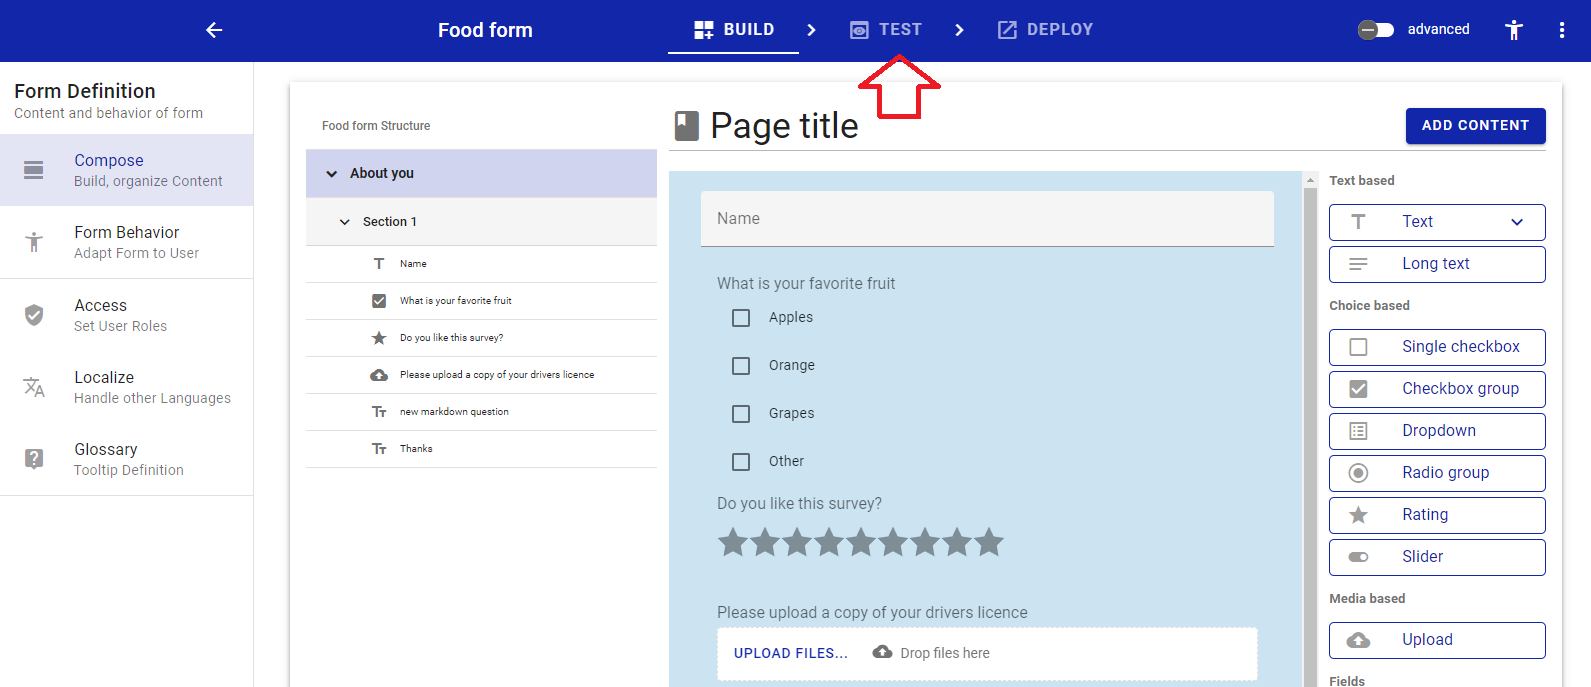 Food form
BUILD
TEST
DEPLOY
advanced
Form Definition
Content and behavior of form
Compose
Build, organize Content
Form Behavior
Adapt Form to User
Access
Set User Roles
Localize
Handle other Languages
Glossary
Tooltip Definition
Food form Structure
About you
Section 1
Name
What is your favorite fruit
Do you like this survey?
Please upload a copy of your drivers licence
new markdown question
Thanks
Page title
ADD CONTENT
Name
What is your favorite fruit
Apples
Orange
Grapes
Other
Do you like this survey?
Please upload a copy of your drivers licence
UPLOAD FILES... Drop files here
Text based
Text
Long text
Choice based
Single checkbox
Checkbox group
Dropdown
Radio group
Rating
Slider
Media based
Upload
Fields